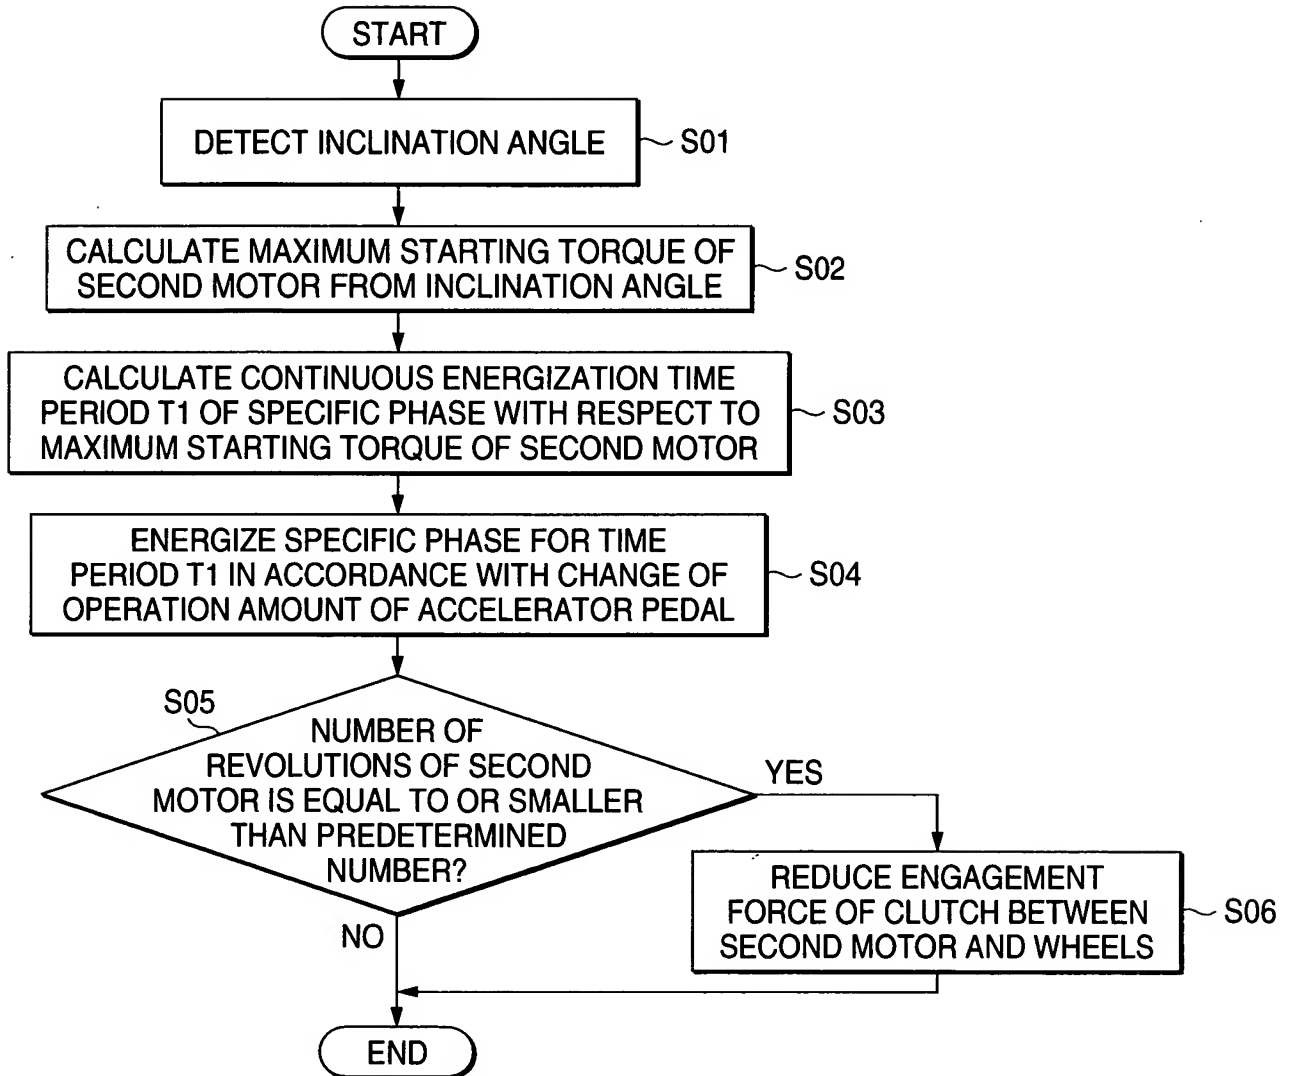 START
DETECT INCLINATION ANGLE
S01
CALCULATE MAXIMUM STARTING TORQUE OF
SECOND MOTOR FROM INCLINATION ANGLE
S02
CALCULATE CONTINUOUS ENERGIZATION TIME
PERIOD T1 OF SPECIFIC PHASE WITH RESPECT TO
MAXIMUM STARTING TORQUE OF SECOND MOTOR
S03
ENERGIZE SPECIFIC PHASE FOR TIME
PERIOD T1 IN ACCORDANCE WITH CHANGE OF
OPERATION AMOUNT OF ACCELERATOR PEDAL
S04
S05
NUMBER OF
REVOLUTIONS OF SECOND
MOTOR IS EQUAL TO OR SMALLER
THAN PREDETERMINED
NUMBER?
YES
REDUCE ENGAGEMENT
FORCE OF CLUTCH BETWEEN
SECOND MOTOR AND WHEELS
S06
NO
END